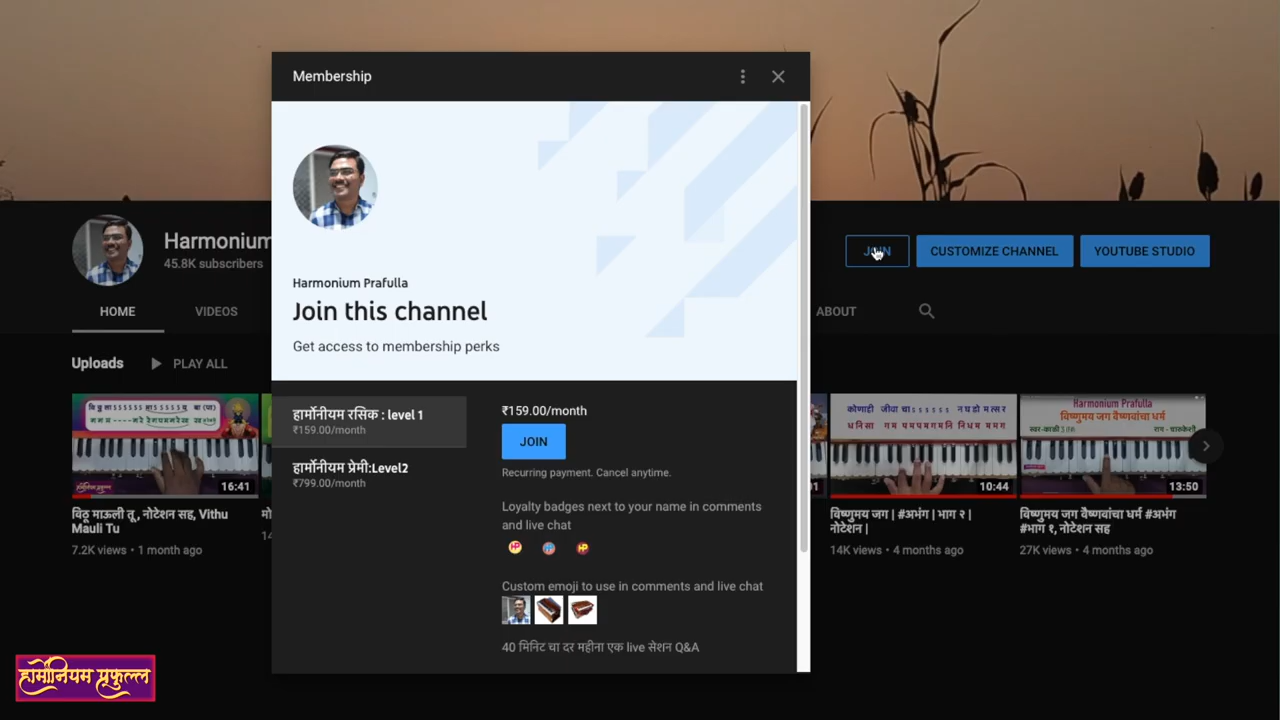 Membership
Harmonium Prafulla
Join this channel
Get access to membership perks
हार्मोनीयम रसिक : level 1
₹159.00/month
हार्मोनीयम प्रेमी:Level2
₹799.00/month
₹159.00/month
JOIN
Recurring payment. Cancel anytime.
Loyalty badges next to your name in comments
and live chat
Custom emoji to use in comments and live chat
40 मिनिट चा दर महीना एक live सेशन Q&A
Harmonium
45.8K subscribers
JOIN
CUSTOMIZE CHANNEL
YOUTUBE STUDIO
HOME
VIDEOS
ABOUT
Uploads
PLAY ALL
16:41
विठू माऊली तू , नोटेशन सह, Vithu
Mauli Tu
7.2K views • 1 month ago
कोणाही जीवा चा
10:44
विष्णुमय जग | #अभंग | भाग २ |
नोटेशन |
14K views • 4 months ago
Harmonium Prafulla
विष्णुमय जग वैष्णवांचा धर्म
13:50
विष्णुमय जग वैष्णवांचा धर्म #अभंग
#भाग १, नोटेशन सह
27K views • 4 months ago
हार्मोनियम प्रफुल्ल